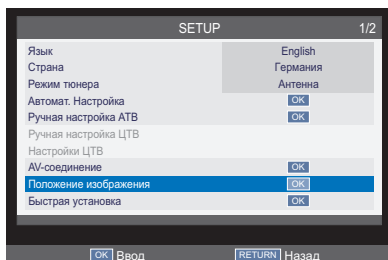 SETUP 1/2
Язык English
Страна Германия
Режим тюнера Антенна
Автомат. Настройка OK
Ручная настройка АТВ OK
Ручная настройка ЦТВ
Настройки ЦТВ
AV-соединение OK
Положение изображения OK
Быстрая установка OK
OK Ввод RETURN Назад